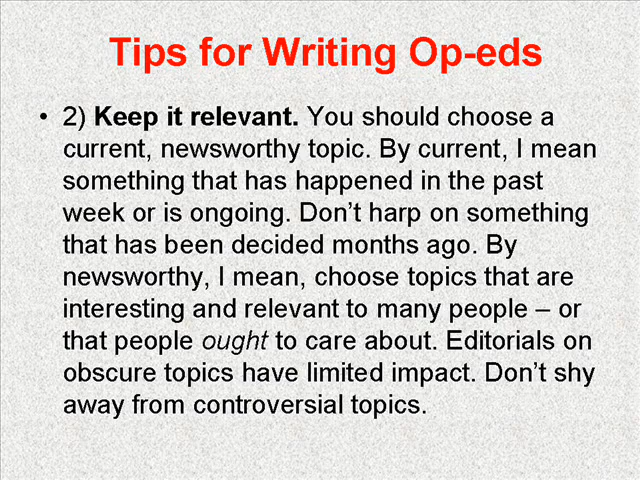 Tips for Writing Op-eds
• 2) Keep it relevant. You should choose a
current, newsworthy topic. By current, I mean
something that has happened in the past
week or is ongoing. Don’t harp on something
that has been decided months ago. By
newsworthy, I mean, choose topics that are
interesting and relevant to many people – or
that people ought to care about. Editorials on
obscure topics have limited impact. Don’t shy
away from controversial topics.